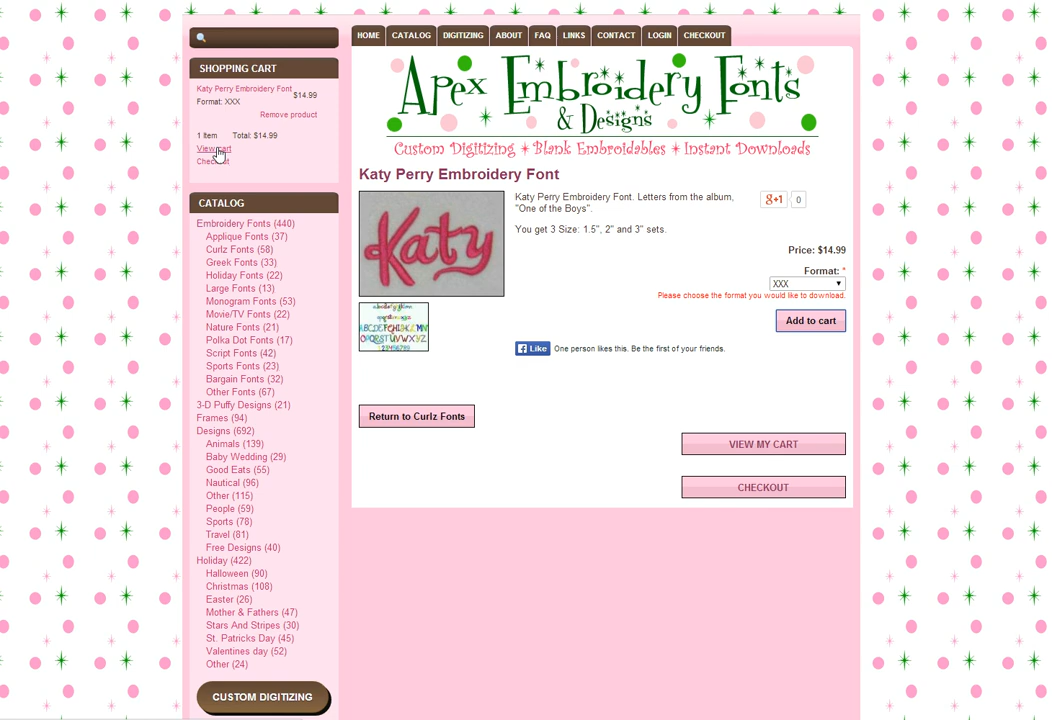 HOME CATALOG DIGITIZING ABOUT FAQ LINKS CONTACT LOGIN CHECKOUT
Apex Embroidery Fonts
& Designs
Custom Digitizing * Blank Embroidables * Instant Downloads
SHOPPING CART
Katy Perry Embroidery Font $14.99
Format: XXX
Remove product
1 Item Total: $14.99
View cart
CATALOG
Embroidery Fonts (440)
Applique Fonts (37)
Curlz Fonts (58)
Greek Fonts (33)
Holiday Fonts (22)
Large Fonts (13)
Monogram Fonts (53)
Movie/TV Fonts (22)
Nature Fonts (21)
Polka Dot Fonts (17)
Script Fonts (42)
Sports Fonts (23)
Bargain Fonts (32)
Other Fonts (67)
3-D Puffy Designs (21)
Frames (94)
Designs (692)
Animals (139)
Baby Wedding (29)
Good Eats (55)
Nautical (96)
Other (115)
People (59)
Sports (78)
Travel (81)
Free Designs (40)
Holiday (422)
Halloween (90)
Christmas (108)
Easter (26)
Mother & Fathers (47)
Stars And Stripes (30)
St. Patricks Day (45)
Valentines day (52)
Other (24)
CUSTOM DIGITIZING
Katy Perry Embroidery Font
Katy
Katy Perry Embroidery Font. Letters from the album,
"One of the Boys".
You get 3 Size: 1.5", 2" and 3" sets.
g+1 0
Price: $14.99
Format: *
XXX
Please choose the format you would like to download.
Add to cart
Like One person likes this. Be the first of your friends.
Return to Curlz Fonts
VIEW MY CART
CHECKOUT